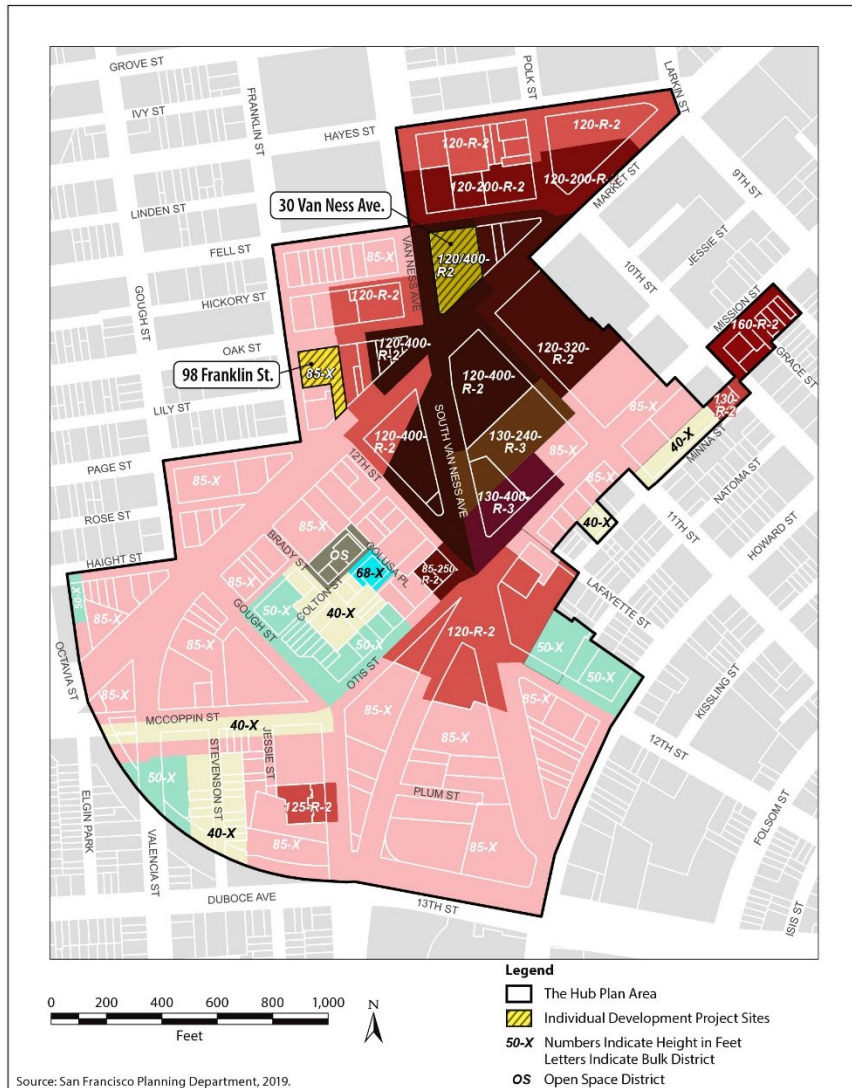 GROVE ST
IVY ST
FRANKLIN ST
HAYES ST
POLK ST
LARKIN ST
120-R-2
120-R-2
120-200-R-2
120-200-R-2
MARKET ST
9TH ST
LINDEN ST
30 Van Ness Ave.
FELL ST
85-X
VAN NESS AVE
120/400-
R2
10TH ST
JESSIE ST
GOUGH ST
HICKORY ST
120-R-2
MISSION ST
160-R-2
GRACE ST
OAK ST
98 Franklin St.
85-X
120-400-
R-2
120-320-
R-2
120-400-
R-2
LILY ST
85-X
130-
R-2
PAGE ST
120-400-
R-2
SOUTH VAN NESS AVE
130-240-
R-3
85-X
40-X
MINNA ST
12TH ST
85-X
NATOMA ST
85-X
130-400-
R-3
ROSE ST
85-X
40-X
11TH ST
HOWARD ST
HAIGHT ST
BRADY ST
OS
COLUSA PL
68-X
85-250
R-2
LAFAYETTE ST
50-X
85-X
85-X
COLTON ST
40-X
50-X
GOUGH ST
50-X
OTIS ST
120-R-2
50-X
50-X
OCTAVIA ST
85-X
85-X
KISSLING ST
MCCOPPIN ST
40-X
85-X
85-X
85-X
12TH ST
50-X
STEVENSON ST
JESSIE ST
125-R-2
PLUM ST
FOLSOM ST
ELGIN PARK
VALENCIA ST
40-X
85-X
85-X
DUBOCE AVE
13TH ST
ISIS ST
Legend
The Hub Plan Area
Individual Development Project Sites
50-X Numbers Indicate Height in Feet
Letters Indicate Bulk District
OS Open Space District
0 200 400 600 800 1,000
Feet
N
Source: San Francisco Planning Department, 2019.